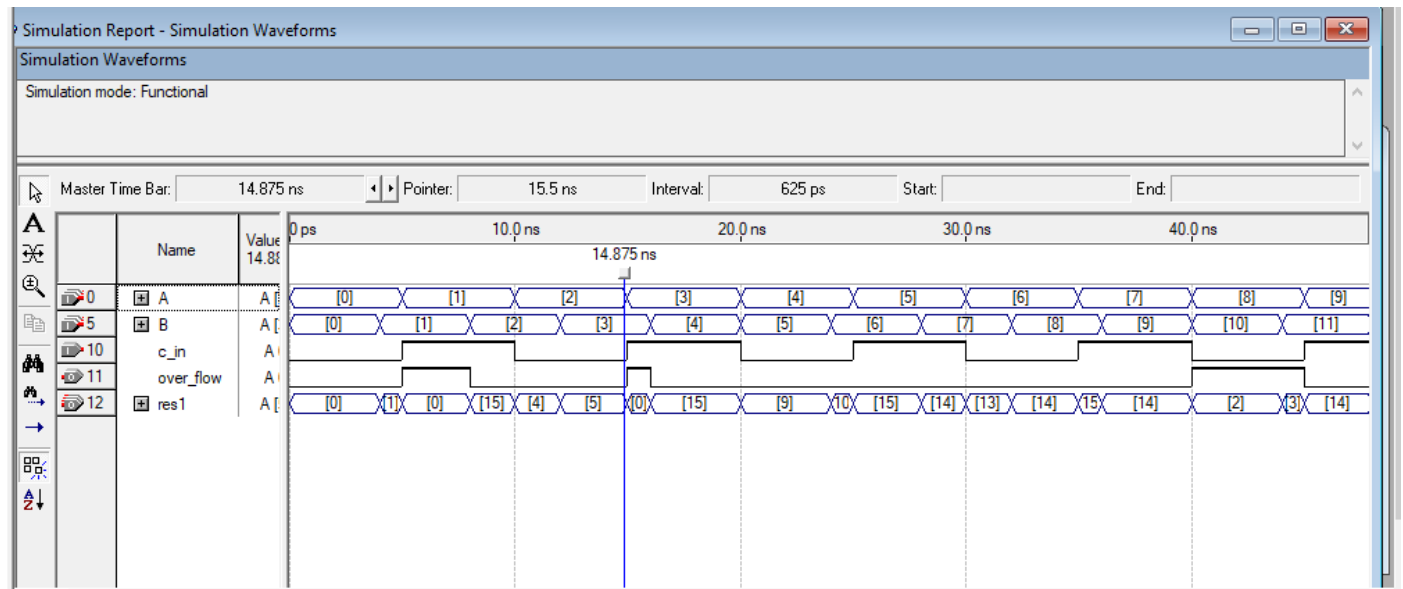 Simulation Report - Simulation Waveforms
Simulation Waveforms
Simulation mode: Functional
Master Time Bar: 14.875 ns Pointer: 15.5 ns Interval: 625 ps Start: End:
A
Name
Value
14.88
0 ps 10.0 ns 20.0 ns 30.0 ns 40.0 ns
14.875 ns
0 A A [ [0] [1] [2] [3] [4] [5] [6] [7] [8] [9]
5 B A [ [0] [1] [2] [3] [4] [5] [6] [7] [8] [9] [10] [11]
10 c_in A
11 over_flow A
12 res1 A [ [0] [1] [0] [15] [4] [5] [0] [15] [9] 10 [15] [14] [13] [14] 15 [14] [2] [3] [14]
A
Z